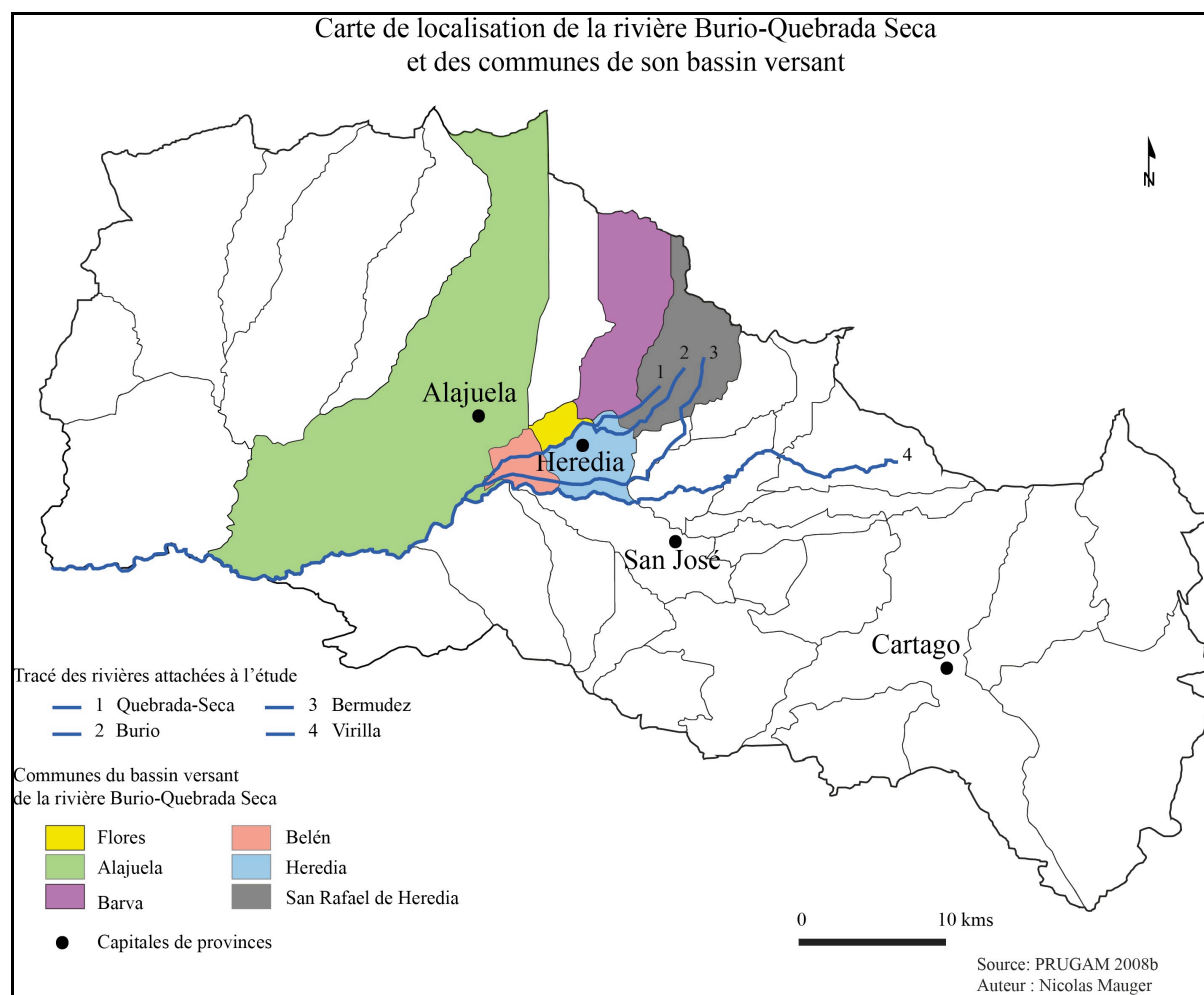 Carte de localisation de la rivière Burio-Quebrada Seca
et des communes de son bassin versant
N
1
2
3
4
Alajuela
Heredia
San José
Cartago
Tracé des rivières attachées à l'étude
1 Quebrada-Seca
3 Bermudez
2 Burio
4 Virilla
Communes du bassin versant
de la rivière Burio-Quebrada Seca
Flores
Belén
Alajuela
Heredia
Barva
San Rafael de Heredia
Capitales de provinces
0
10 kms
Source: PRUGAM 2008b
Auteur : Nicolas Mauger